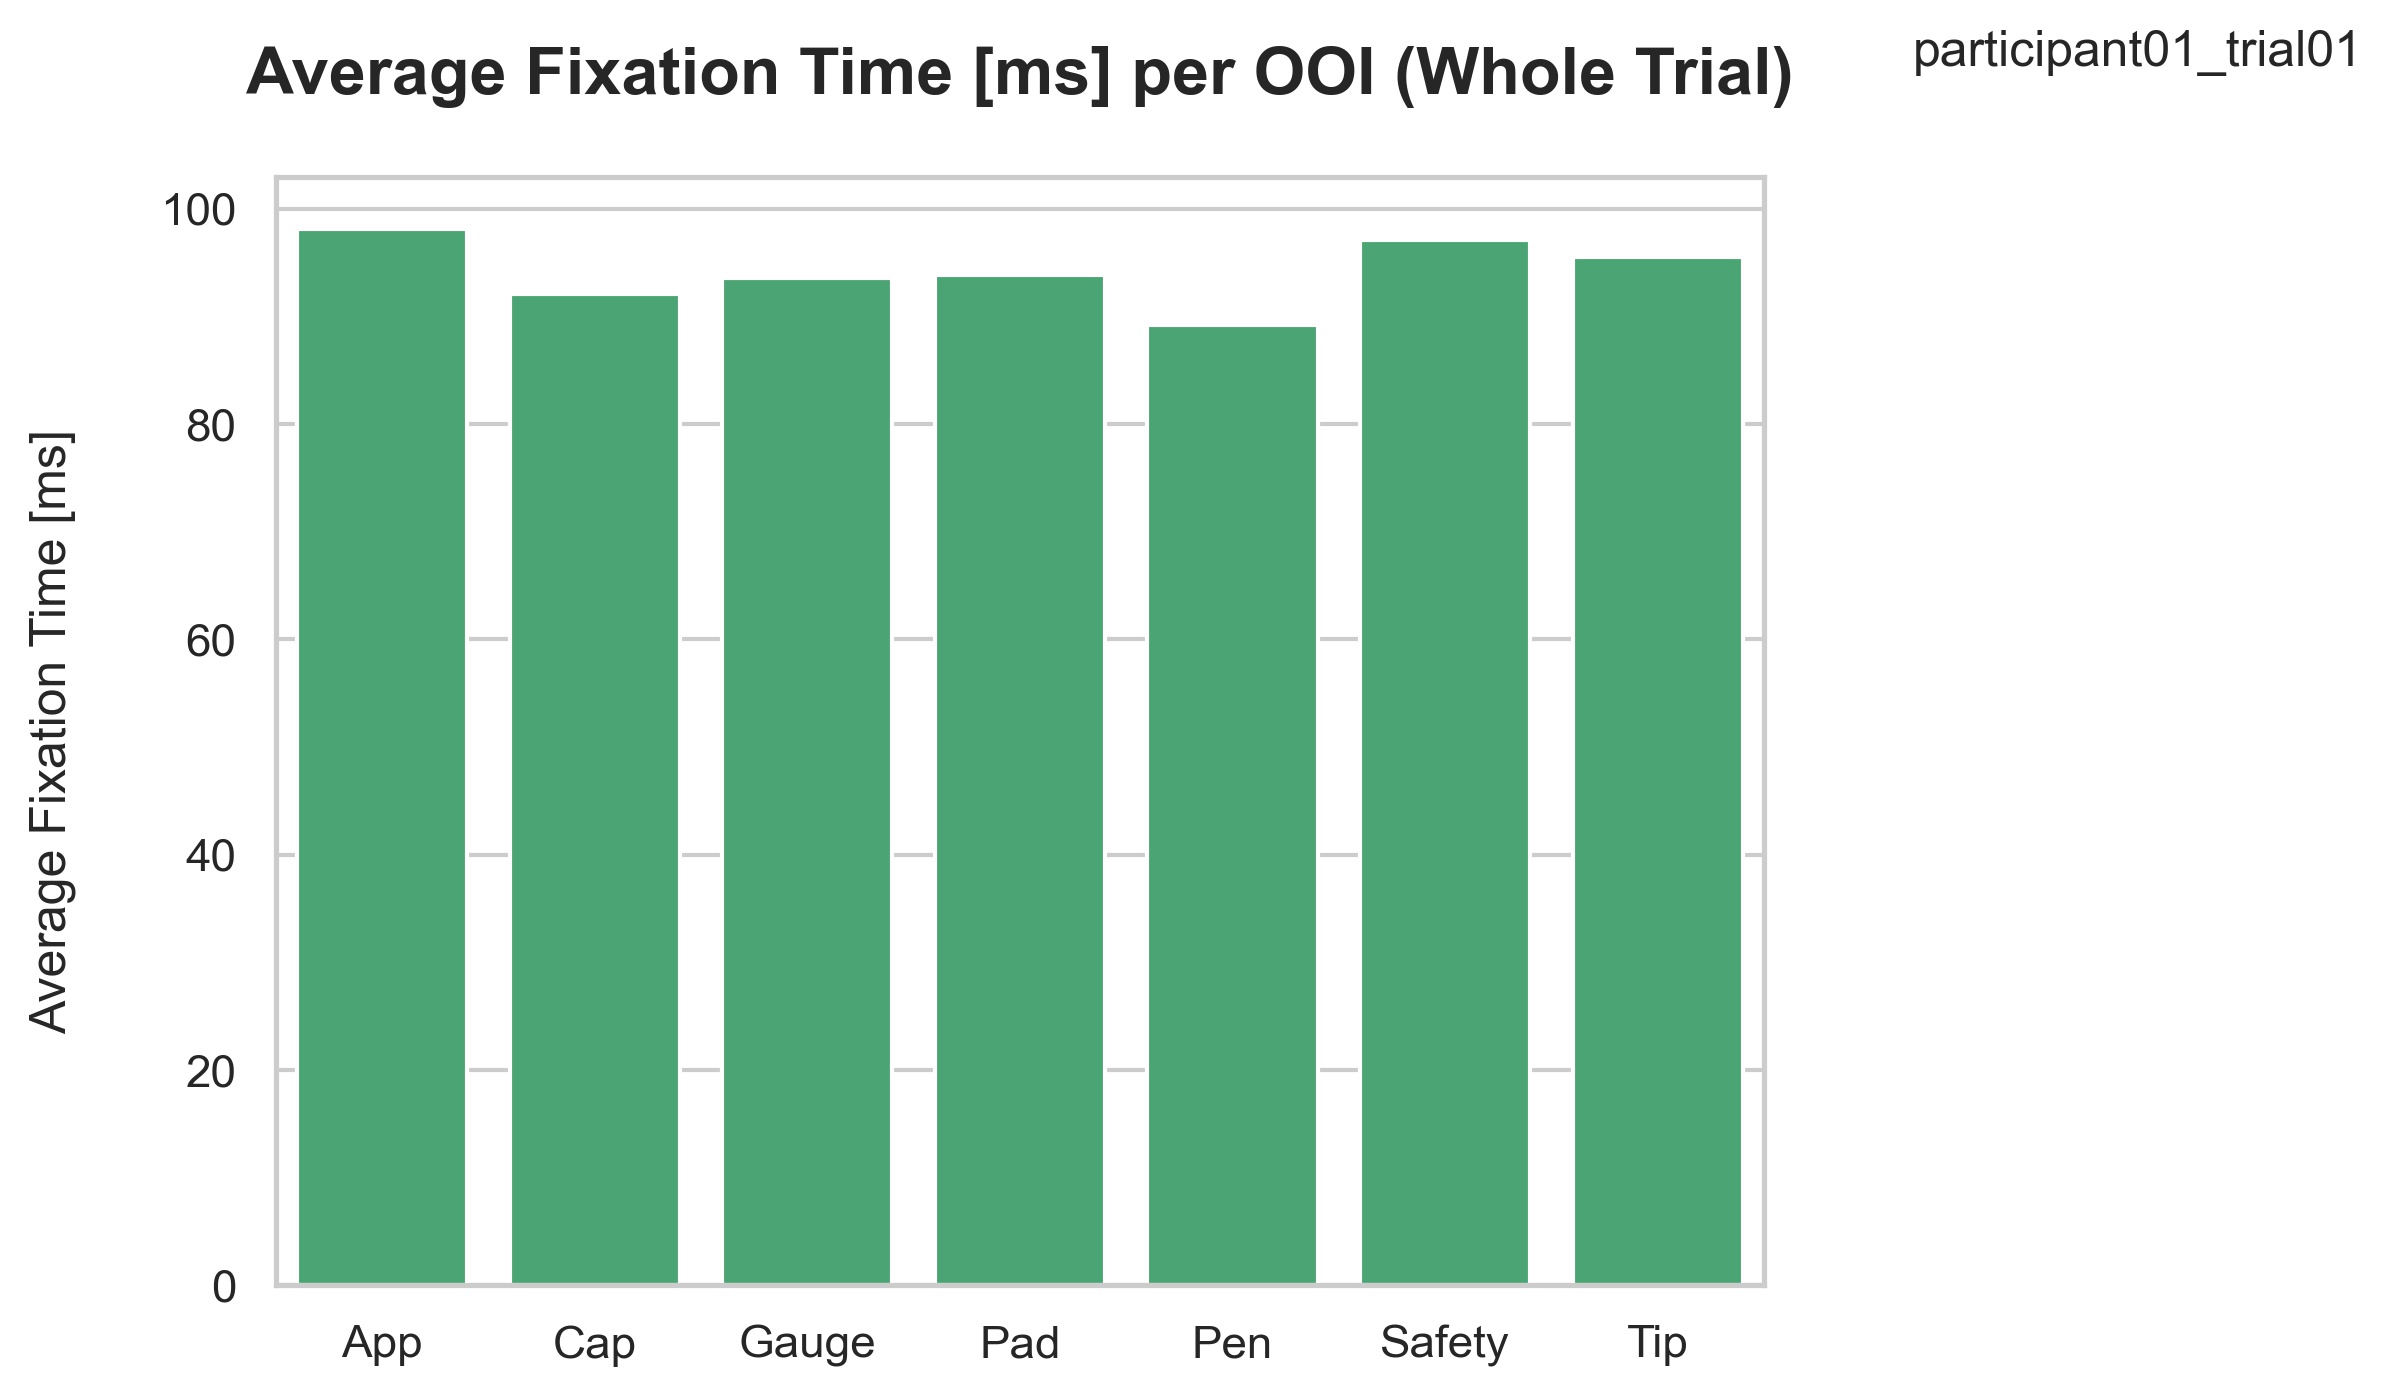 Average Fixation Time [ms] per OOI (Whole Trial)
participant01_trial01
Average Fixation Time [ms]
100
80
60
40
20
0
App Cap Gauge Pad Pen Safety Tip